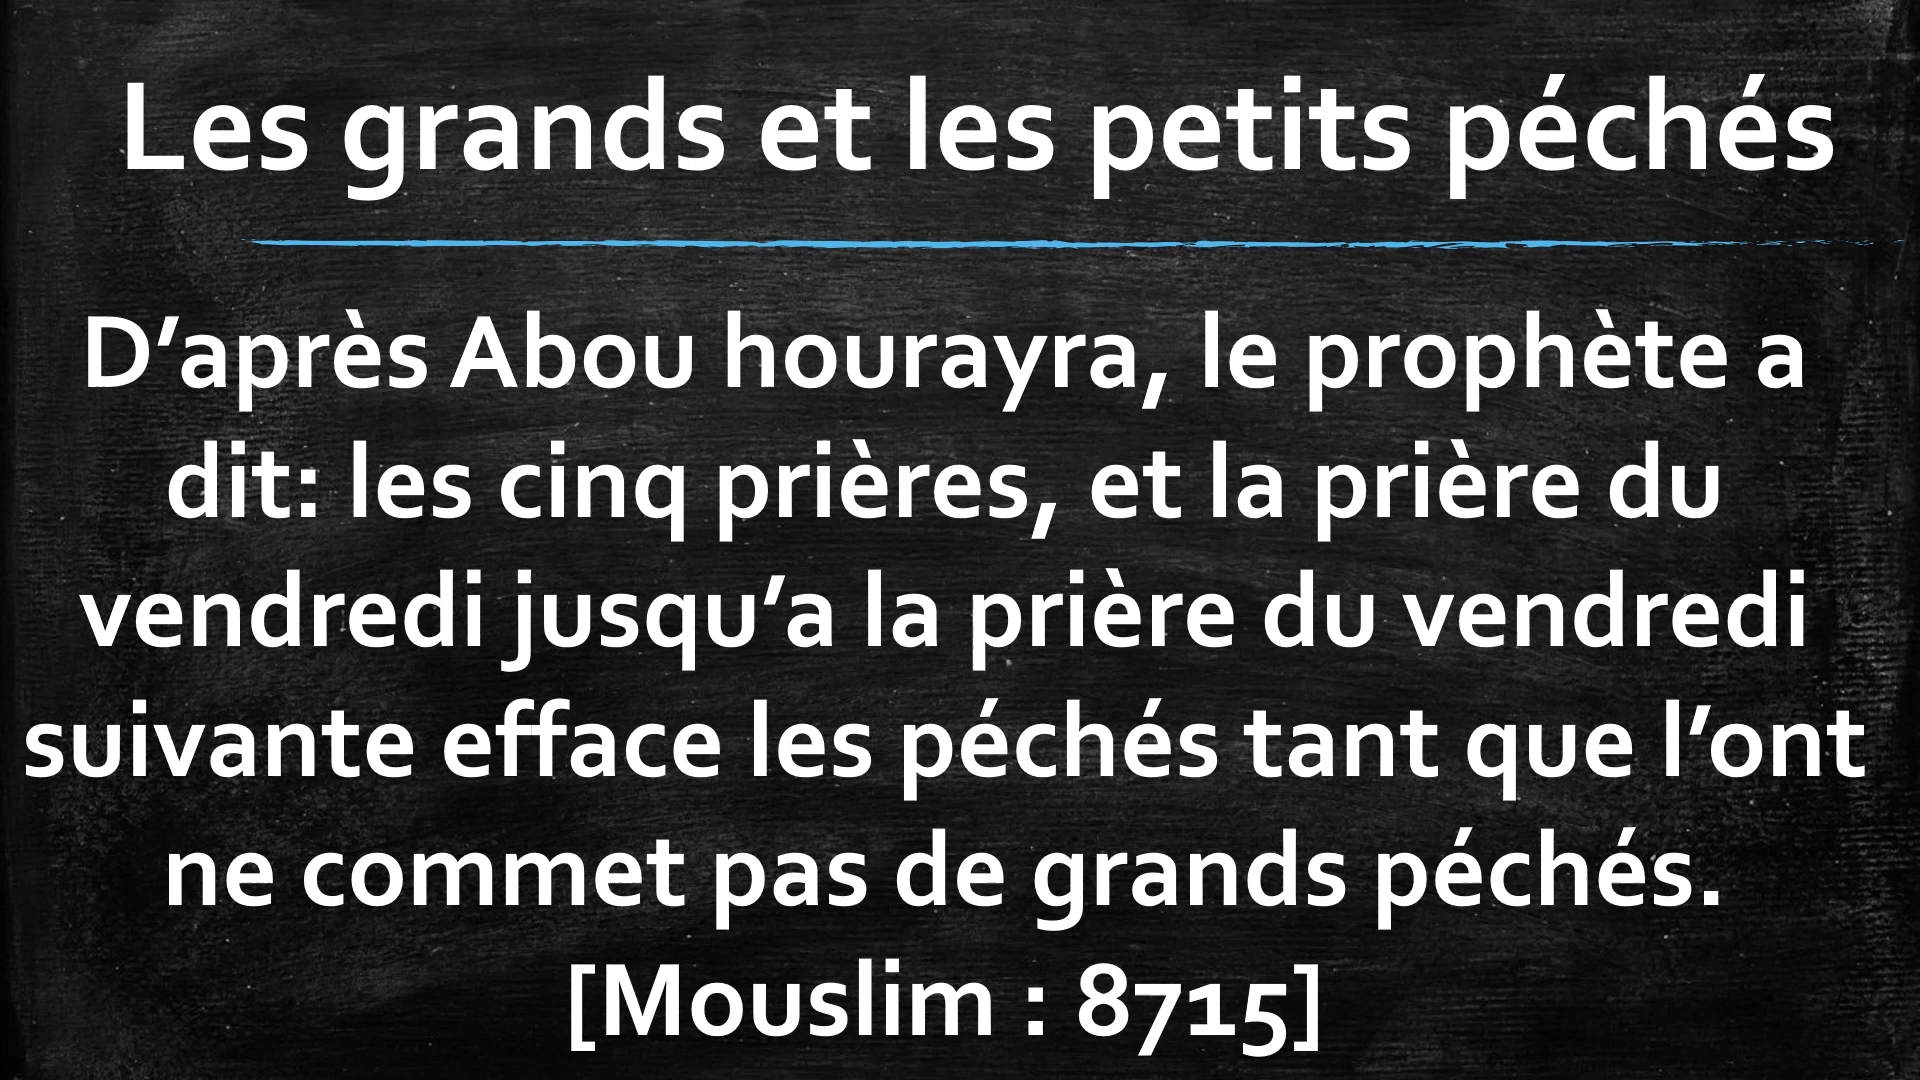 Les grands et les petits péchés
D’après Abou hourayra, le prophète a
dit: les cinq prières, et la prière du
vendredi jusqu’a la prière du vendredi
suivante efface les péchés tant que l’ont
ne commet pas de grands péchés.
[Mouslim : 8715]